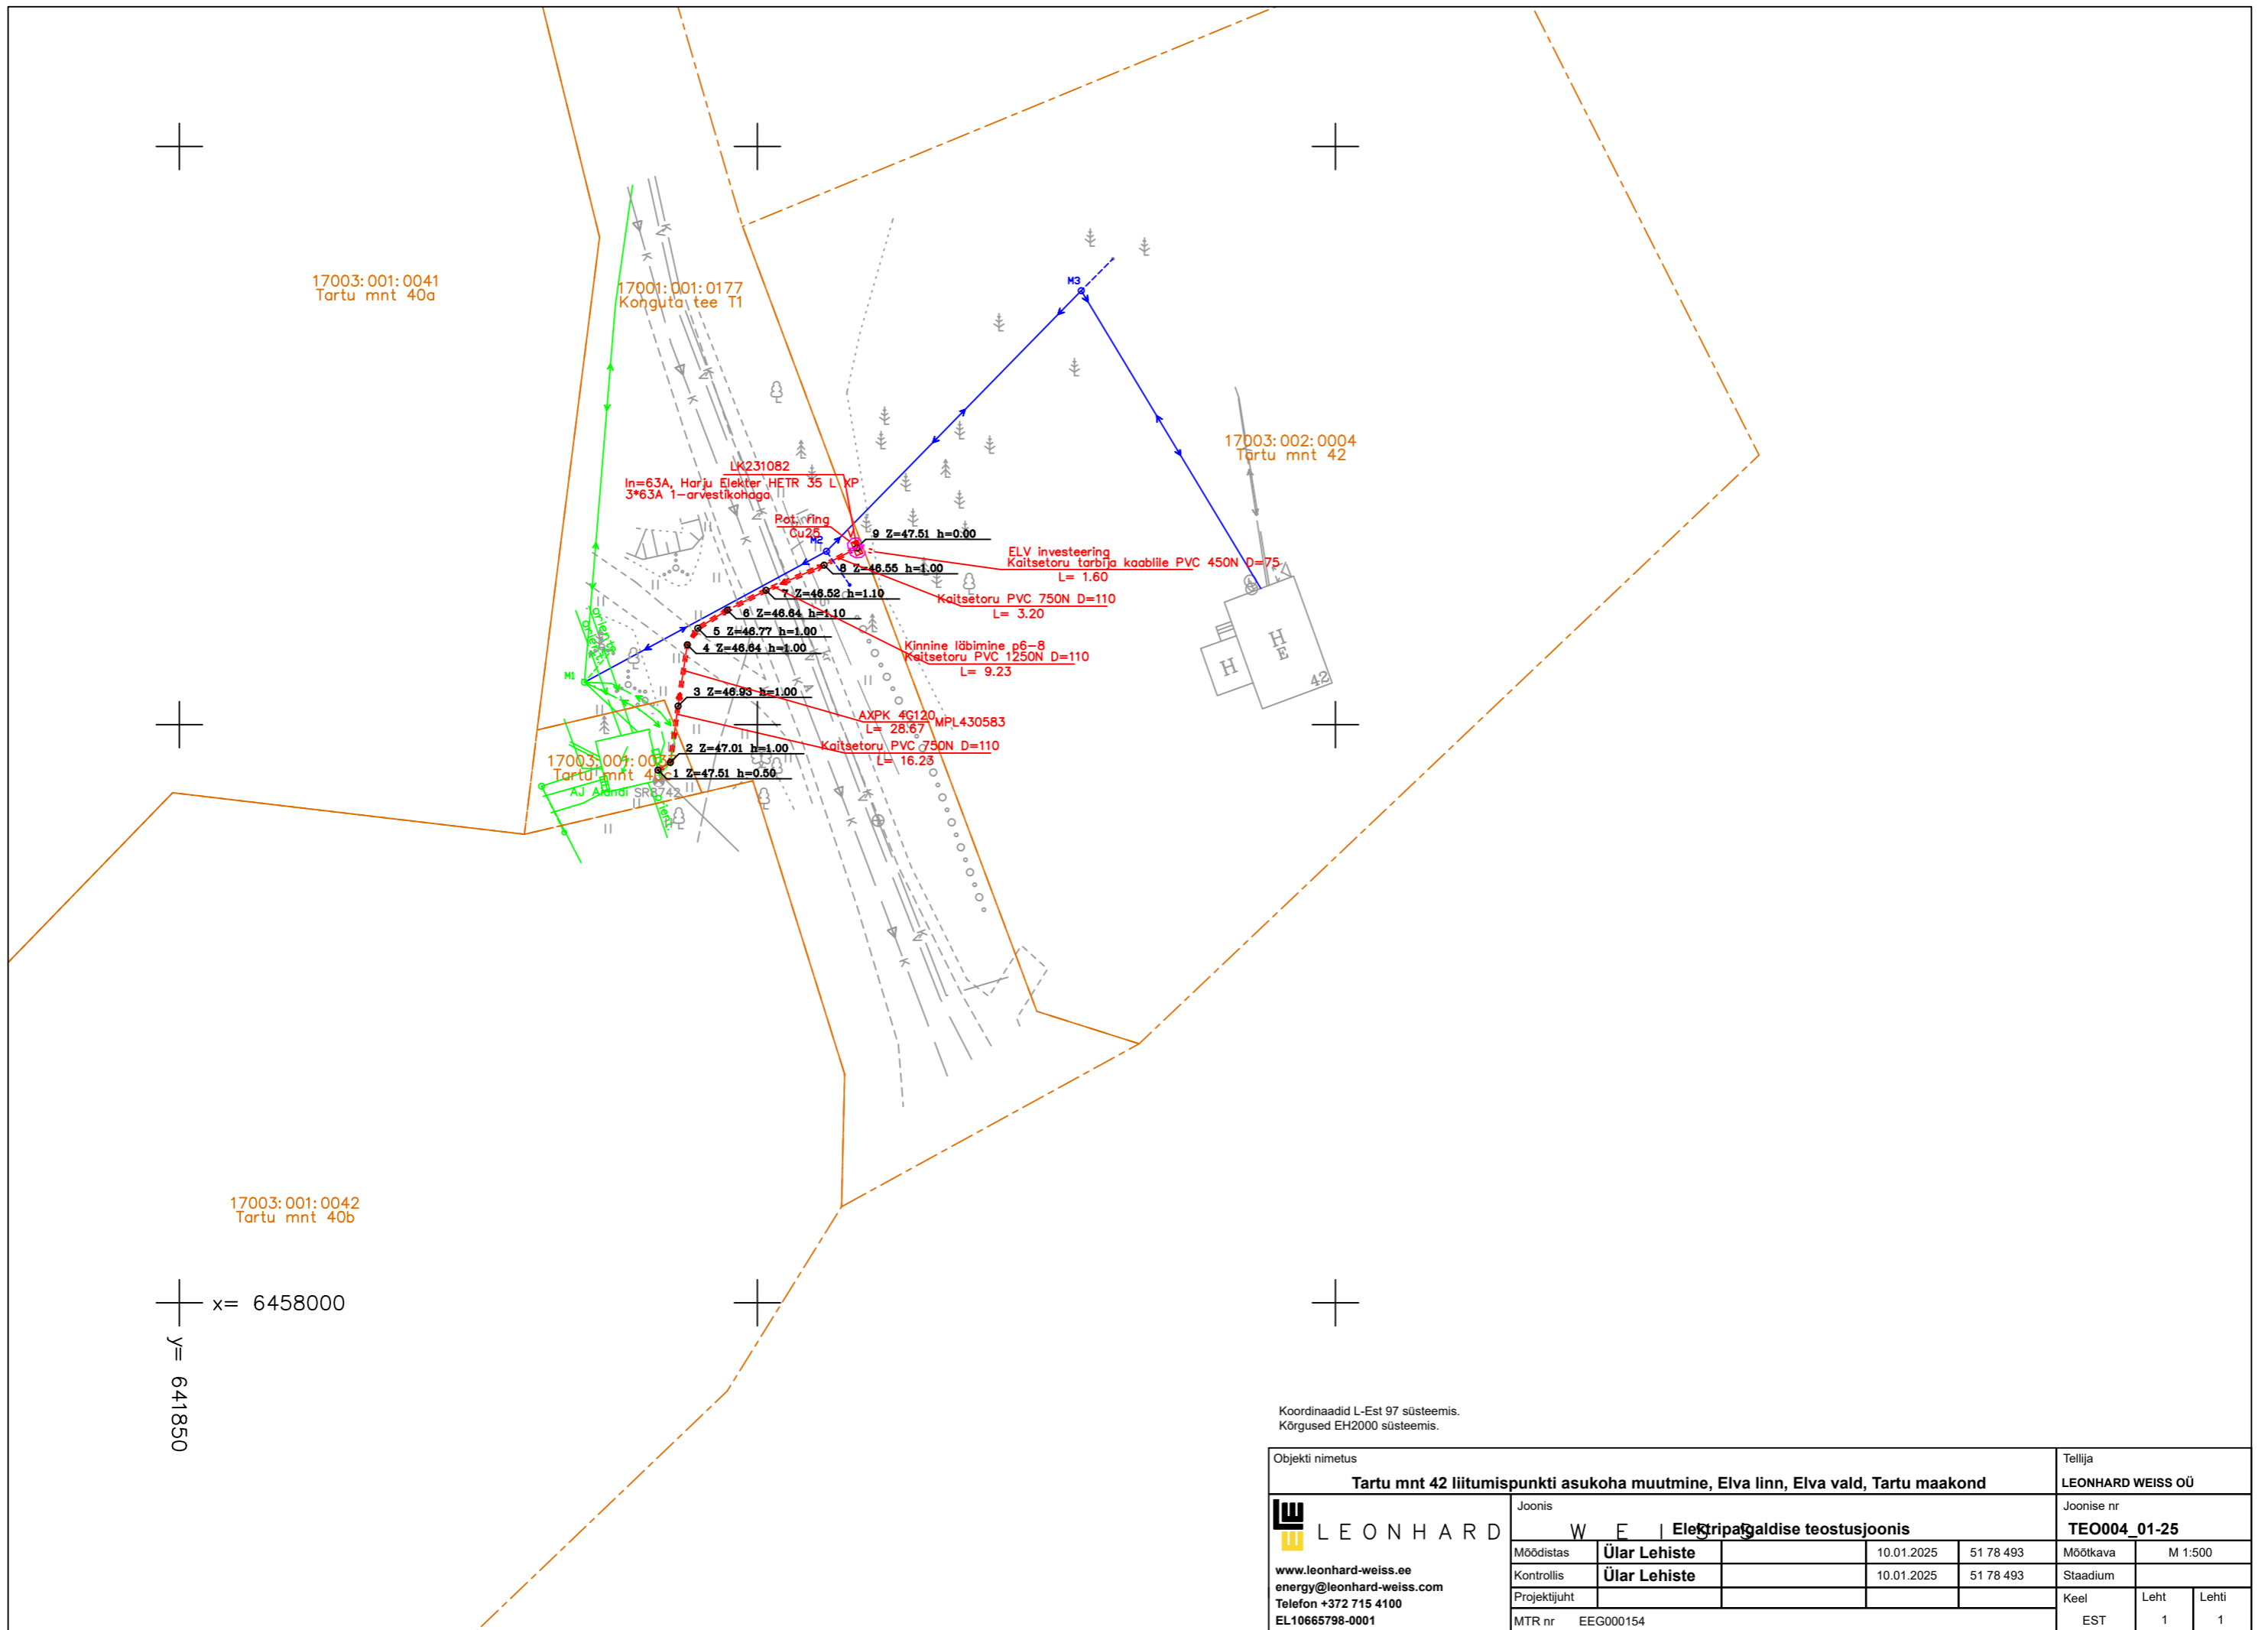 17003:001:0041
Tartu mnt 40a
17001:001:0177
Konguta tee T1
M3
17003:002:0004
Tartu mnt 42
LK231082
In=63A, Harju Elekter HETR 35 L XP
3*63A 1-arvestikohaga
Pot. ring
Cu25
M2
9 Z=47.51 h=0.00
ELV investeering
Kaitsetoru tarbija kaablile PVC 450N D=75
L= 1.60
8 Z=46.55 h=1.00
Kaitsetoru PVC 750N D=110
L= 3.20
7 Z=46.52 h=1.10
6 Z=46.64 h=1.10
5 Z=46.77 h=1.00
4 Z=46.64 h=1.00
Kinnine läbimine p6-8
Kaitsetoru PVC 1250N D=110
L= 9.23
M1
3 Z=46.93 h=1.00
AXPK 4G120 MPL430583
L= 28.67
Kaitsetoru PVC 750N D=110
L= 16.23
2 Z=47.01 h=1.00
1 Z=47.51 h=0.50
Tartu mnt
AJ
SR8742
H
E
H
42
17003:001:0042
Tartu mnt 40b
x= 6458000
y= 641850
Koordinaadid L-Est 97 süsteemis.
Kõrgused EH2000 süsteemis.
Objekti nimetus
Tartu mnt 42 liitumispunkti asukoha muutmine, Elva linn, Elva vald, Tartu maakond
Tellija
LEONHARD WEISS OÜ
LEONHARD WEISS
Joonis
Elektripaigaldise teostusjoonis
Joonise nr
TEO004_01-25
Möödistas Ülar Lehiste 10.01.2025 51 78 493
Mõõtkava M 1:500
Kontrollis Ülar Lehiste 10.01.2025 51 78 493
Staadium
Projektijuht
Keel Leht Lehti
EST 1 1
MTR nr EEG000154
www.leonhard-weiss.ee
energy@leonhard-weiss.com
Telefon +372 715 4100
EL10665798-0001